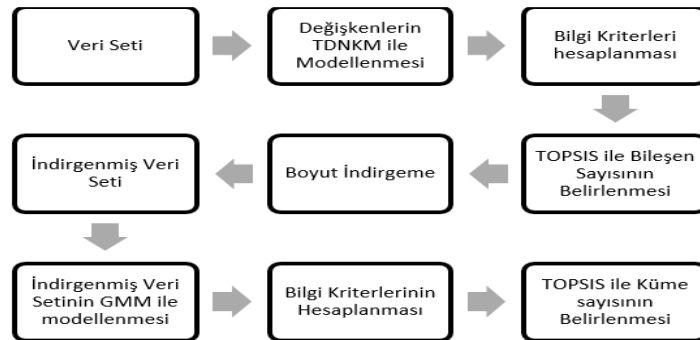 Veri Seti
Değişkenlerin
TDNKM ile
Modellenmesi
Bilgi Kriterleri
hesaplanması
TOPSIS ile Bileşen
Sayısının
Belirlenmesi
Boyut İndirgeme
İndirgenmiş Veri
Seti
İndirgenmiş Veri
Setinin GMM ile
modellenmesi
Bilgi Kriterlerinin
Hesaplanması
TOPSIS ile Küme
sayısının
Belirlenmesi